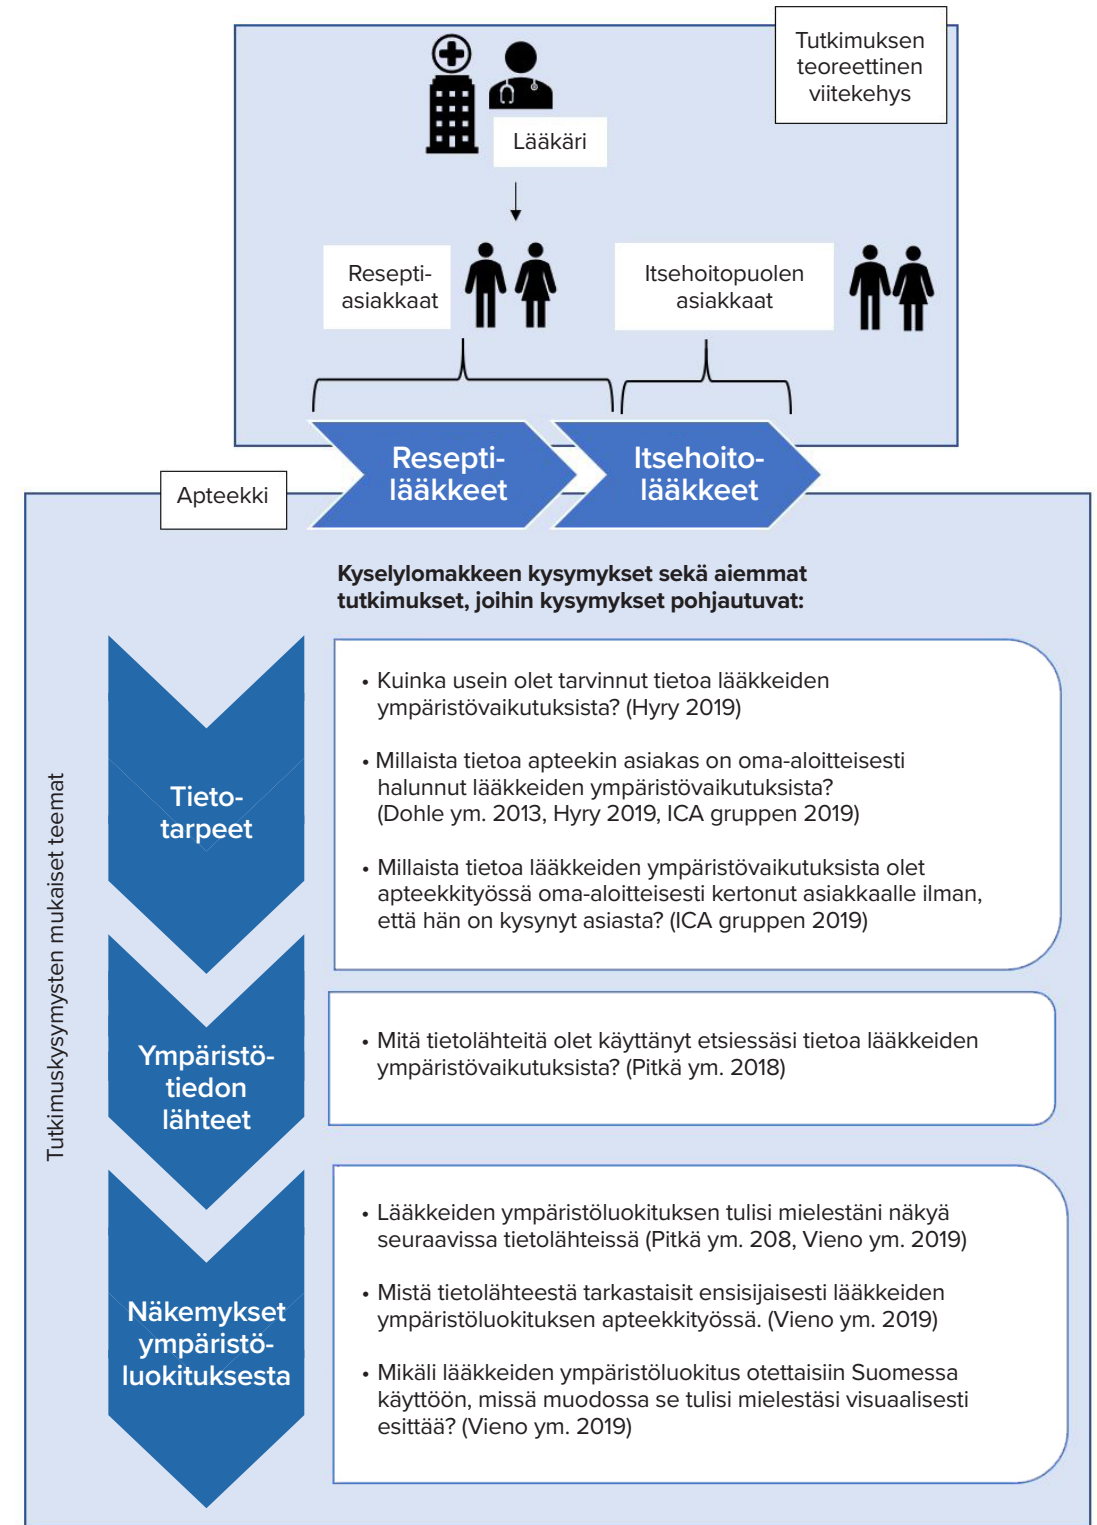 Tutkimuksen
teoreettinen
viitekehys
Lääkäri
Resepti-
asiakkaat
Itsehoitopuolen
asiakkaat
Resepti-
lääkkeet
Itsehoito-
lääkkeet
Apteekki
Kyselylomakkeen kysymykset sekä aiemmat
tutkimukset, joihin kysymykset pohjautuvat:
Tutkimuskysymysten mukaiset teemat
Tieto-
tarpeet
• Kuinka usein olet tarvinnut tietoa lääkkeiden
ympäristövaikutuksista? (Hyry 2019)
• Millaista tietoa apteekin asiakas on oma-aloitteisesti
halunnut lääkkeiden ympäristövaikutuksista?
(Dohle ym. 2013, Hyry 2019, ICA gruppen 2019)
• Millaista tietoa lääkkeiden ympäristövaikutuksista olet
apteekkityössä oma-aloitteisesti kertonut asiakkaalle ilman,
että hän on kysynyt asiasta? (ICA gruppen 2019)
Ympäristö-
tiedon
lähteet
• Mitä tietolähteitä olet käyttänyt etsiessäsi tietoa lääkkeiden
ympäristövaikutuksista? (Pitkä ym. 2018)
Näkemykset
ympäristö-
luokituksesta
• Lääkkeiden ympäristöluokituksen tulisi mielestäni näkyä
seuraavissa tietolähteissä (Pitkä ym. 208, Vieno ym. 2019)
• Mistä tietolähteestä tarkastaisit ensisijaisesti lääkkeiden
ympäristöluokituksen apteekkityössä. (Vieno ym. 2019)
• Mikäli lääkkeiden ympäristöluokitus otettaisiin Suomessa
käyttöön, missä muodossa se tulisi mielestäsi visuaalisesti
esittää? (Vieno ym. 2019)